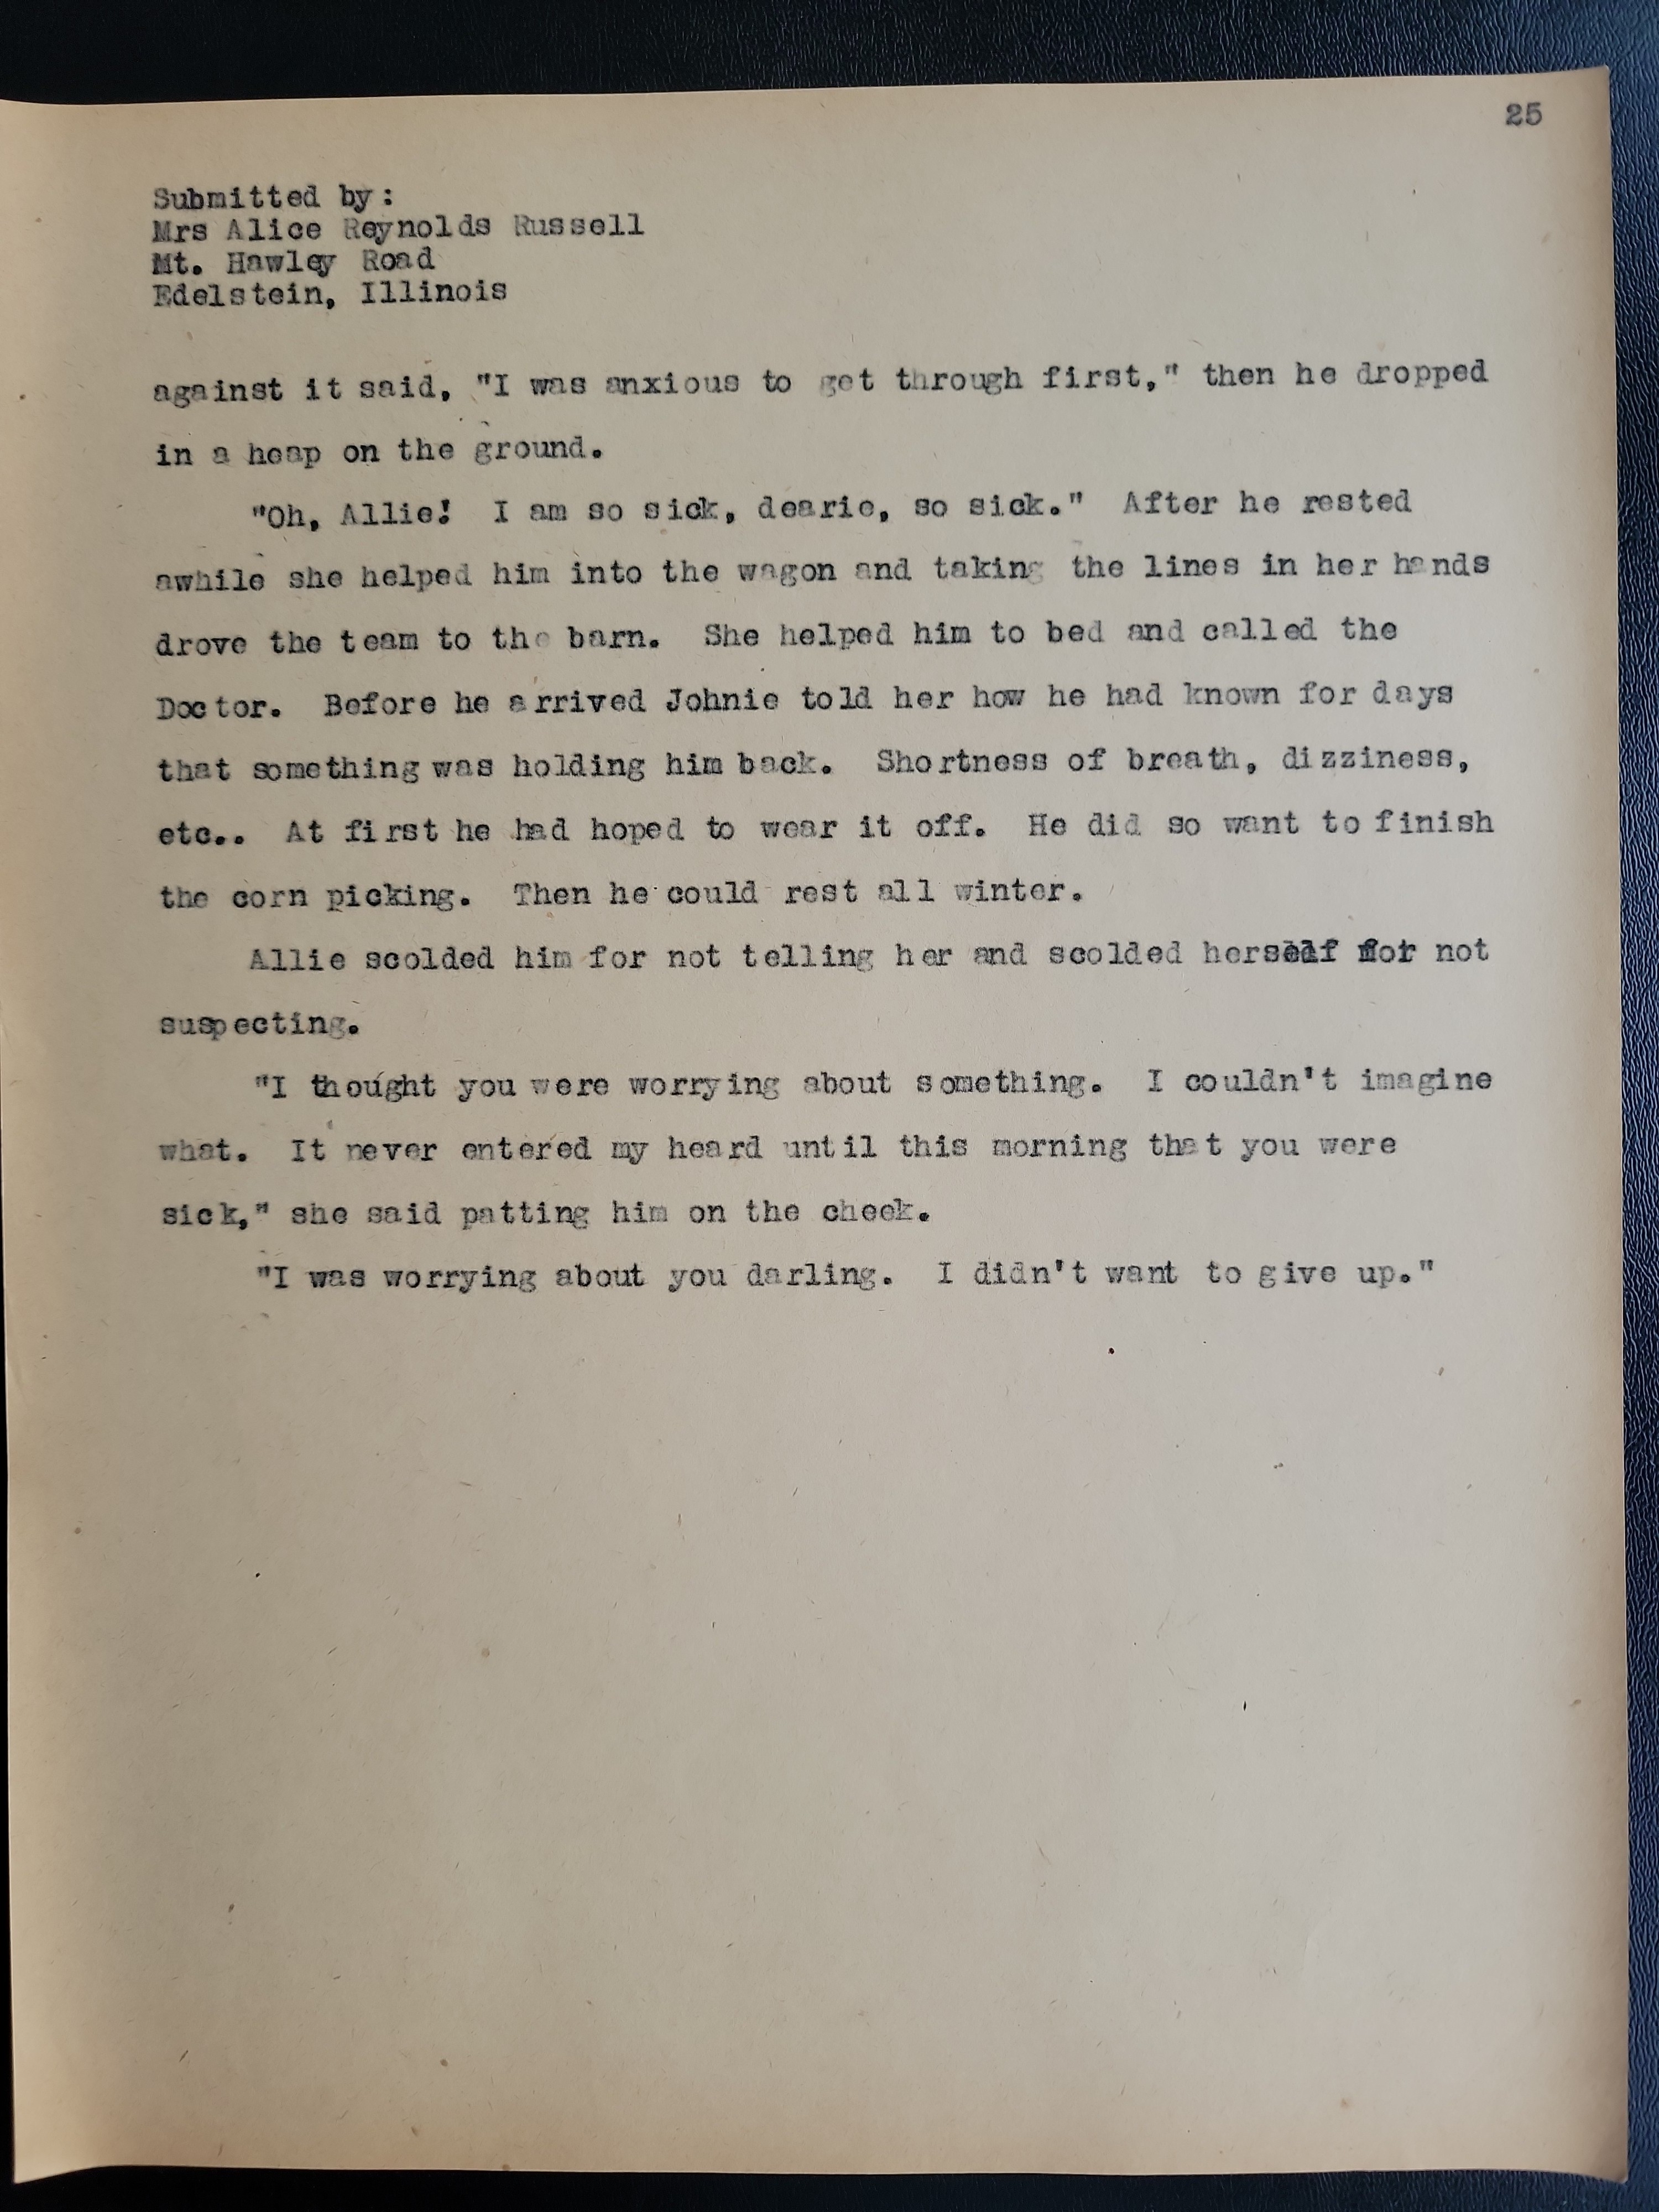 25
Submitted by:
Mrs Alice Reynolds Russell
Mt. Hawley Road
Edelstein, Illinois
against it said, "I was anxious to get through first," then he dropped
in a heap on the ground.
"Oh, Allie! I am so sick, dearie, so sick." After he rested
awhile she helped him into the wagon and taking the lines in her hands
drove the team to the barn. She helped him to bed and called the
Doctor. Before he arrived Johnie told her how he had known for days
that something was holding him back. Shortness of breath, dizziness,
etc.. At first he had hoped to wear it off. He did so want to finish
the corn picking. Then he could rest all winter.
Allie scolded him for not telling her and scolded herself for not
suspecting.
"I thought you were worrying about something. I couldn't imagine
what. It never entered my heard until this morning that you were
sick," she said patting him on the cheek.
"I was worrying about you darling. I didn't want to give up."